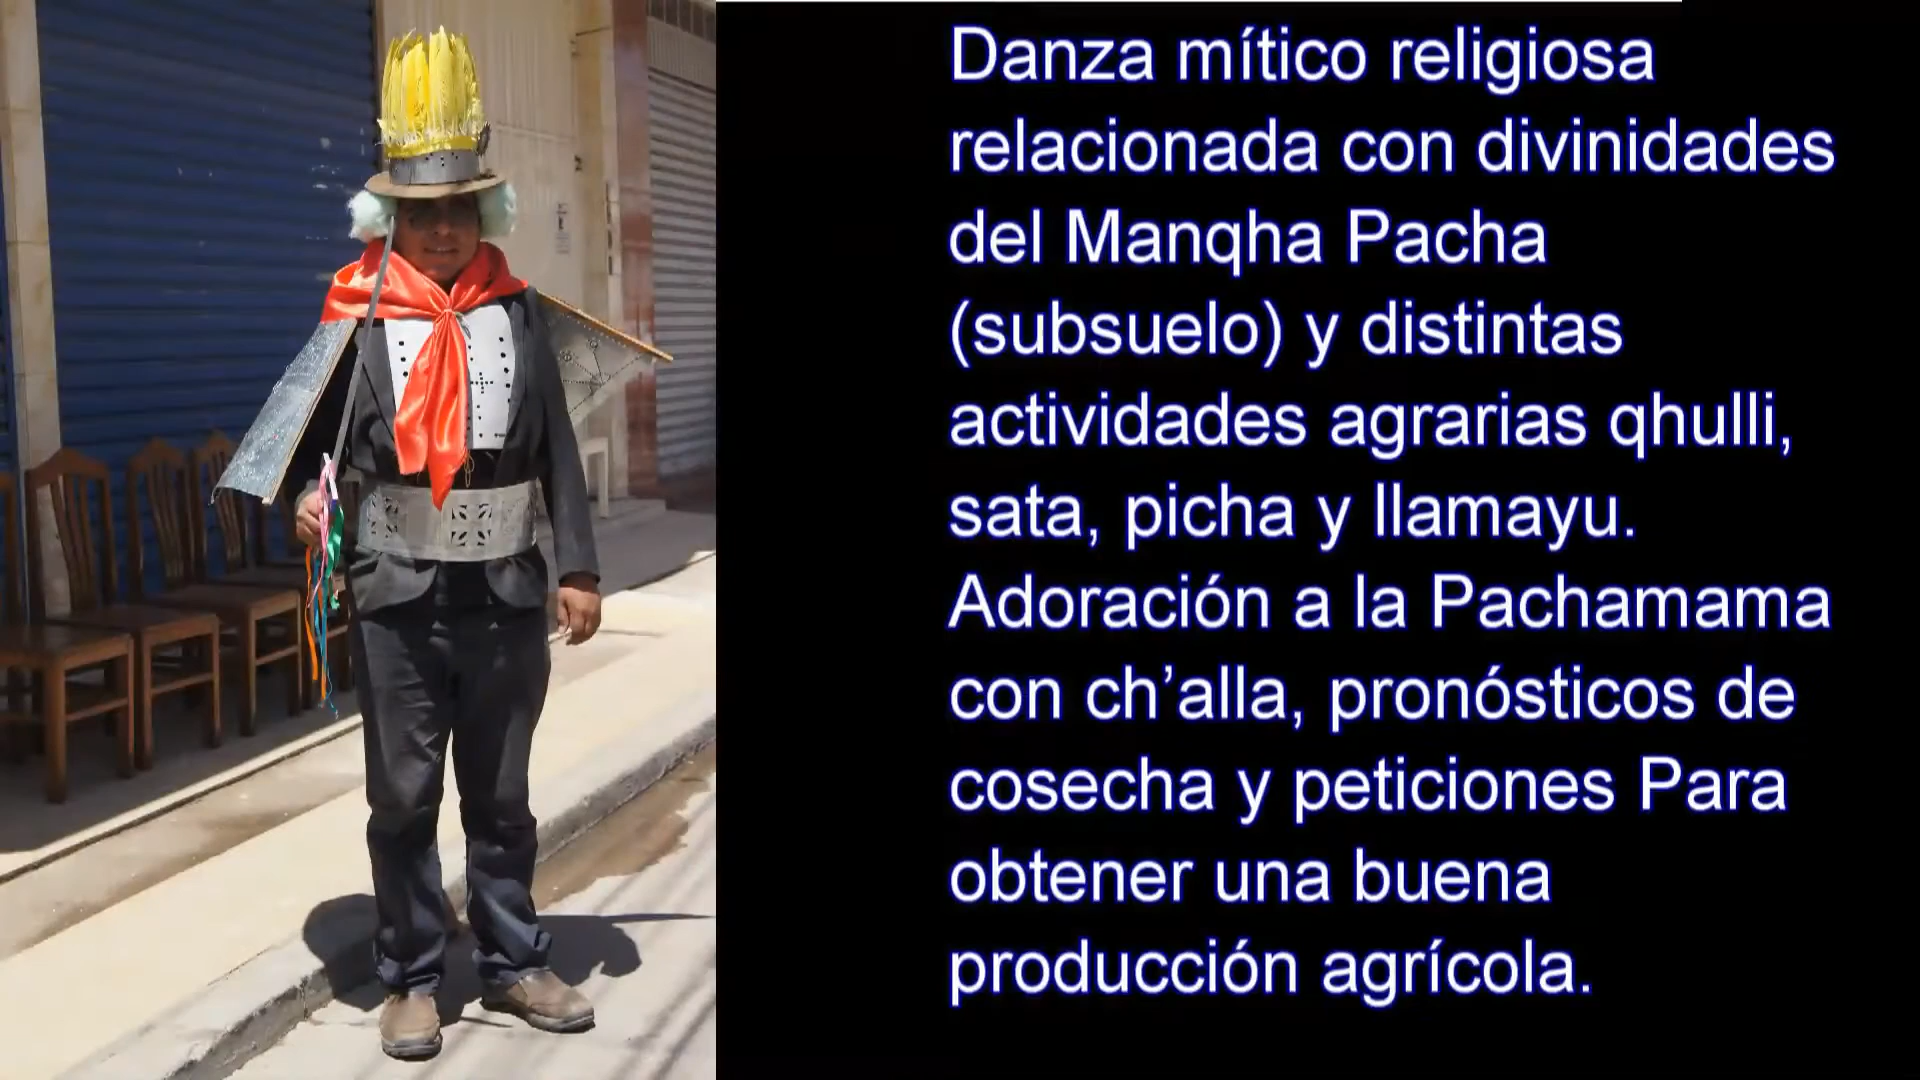 Danza mítico religiosa
relacionada con divinidades
del Manqha Pacha
(subsuelo) y distintas
actividades agrarias qhulli,
sata, picha y llamayu.
Adoración a la Pachamama
con ch’alla, pronósticos de
cosecha y peticiones Para
obtener una buena
producción agrícola.